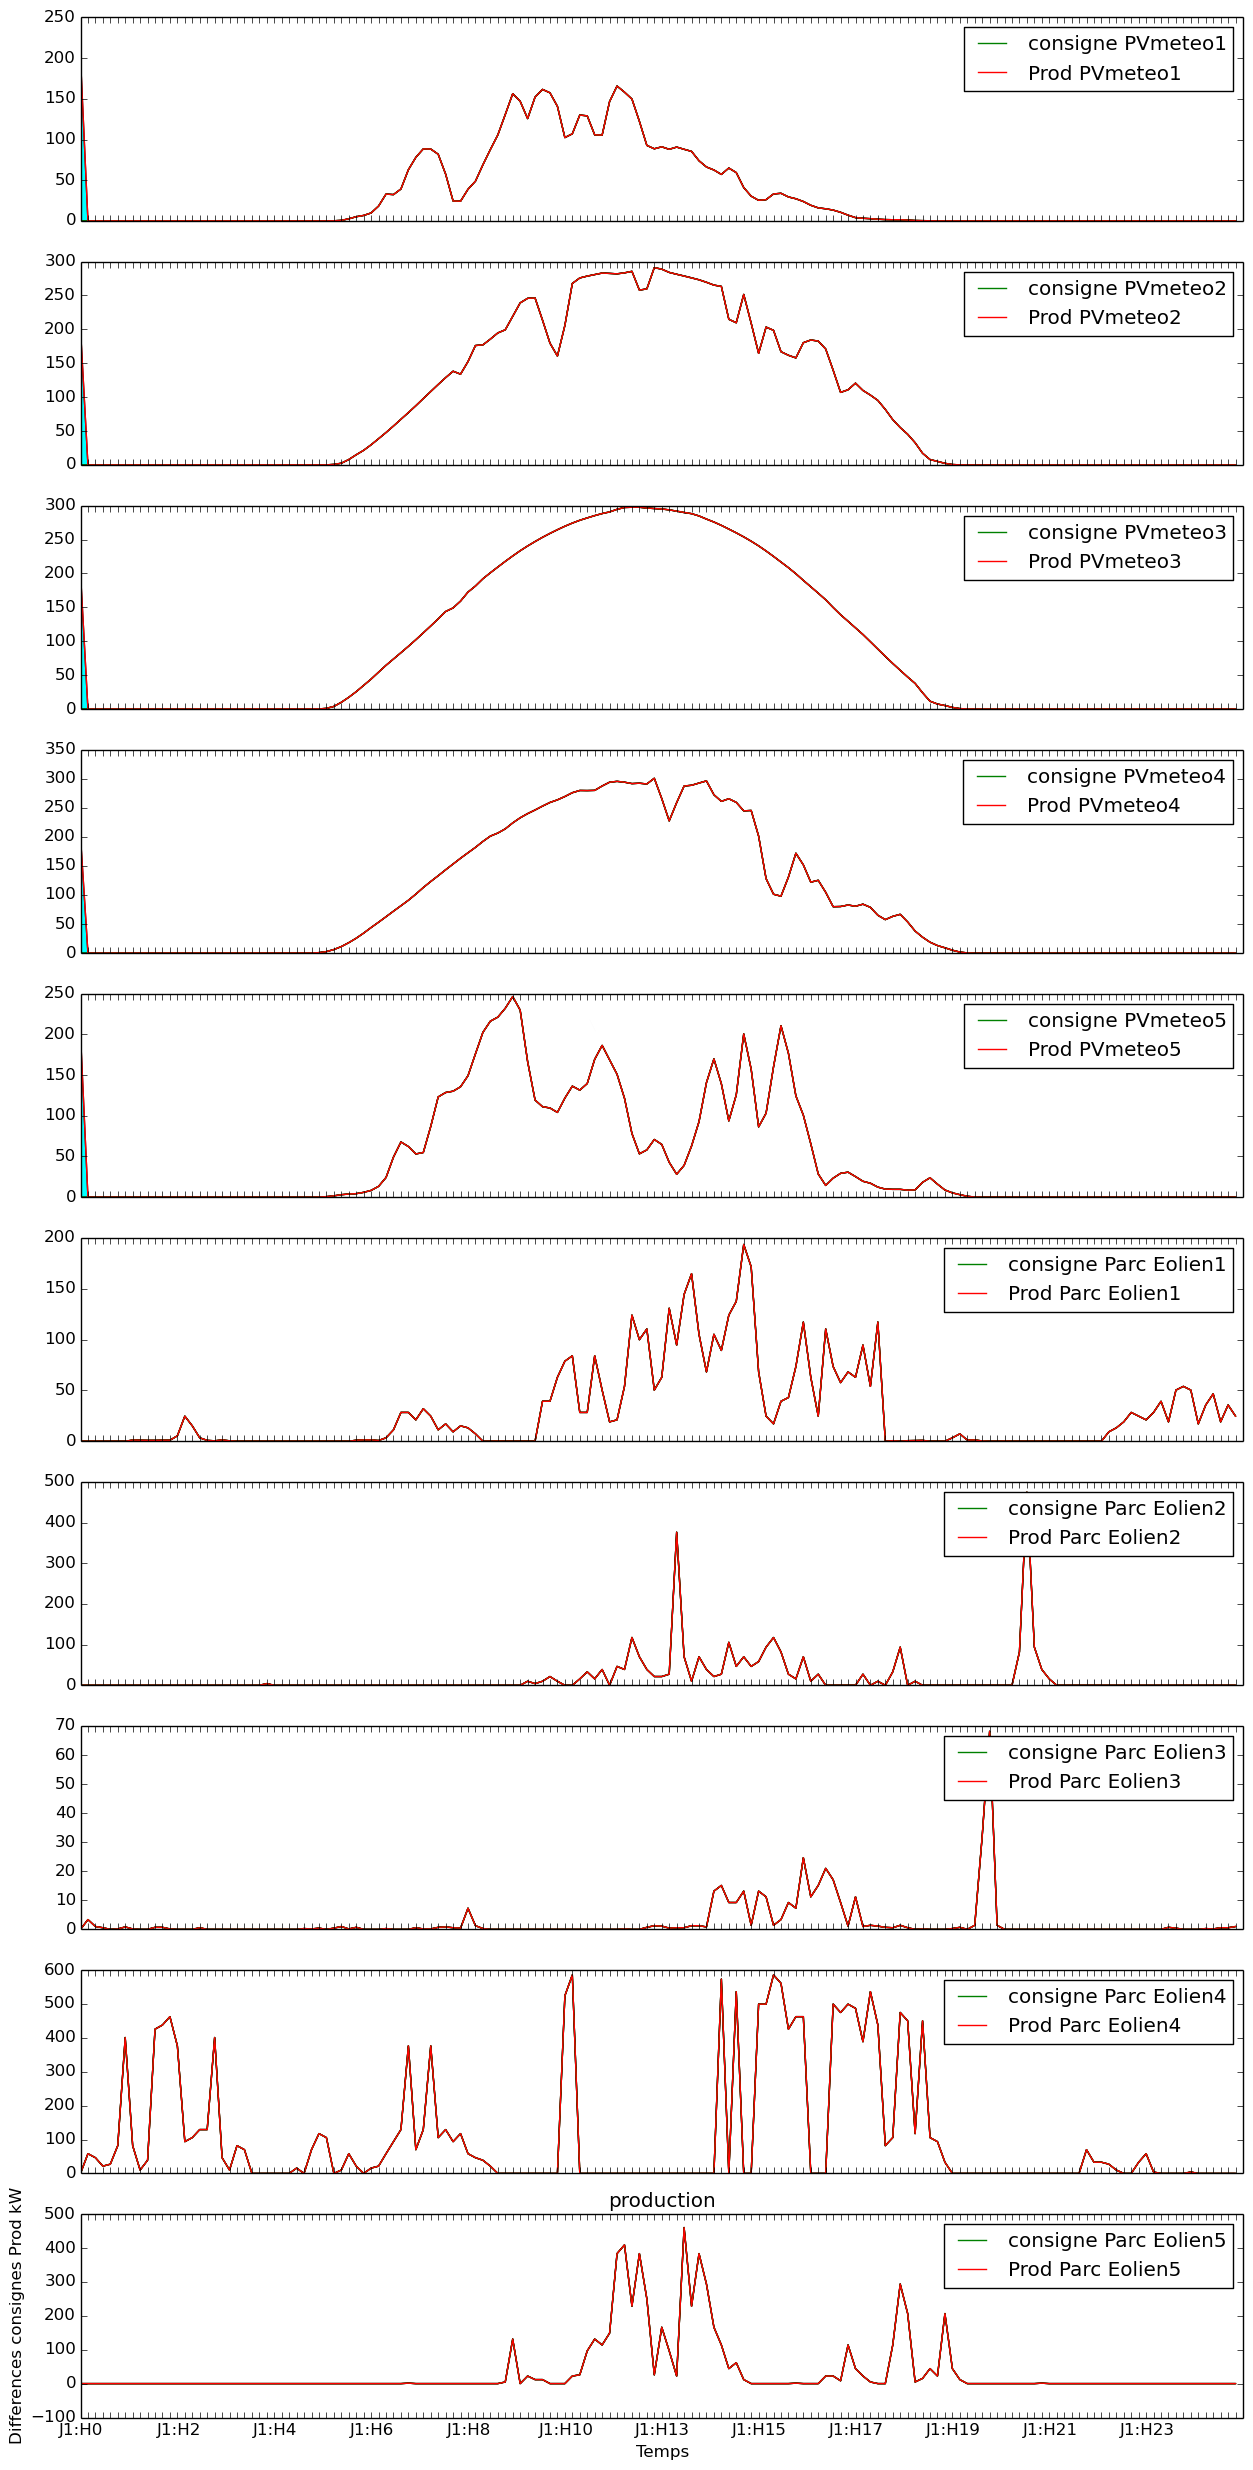 250
200
150
100
50
0
consigne PVmeteo1
Prod PVmeteo1
300
250
200
150
100
50
0
consigne PVmeteo2
Prod PVmeteo2
300
250
200
150
100
50
0
consigne PVmeteo3
Prod PVmeteo3
350
300
250
200
150
100
50
0
consigne PVmeteo4
Prod PVmeteo4
250
200
150
100
50
0
consigne PVmeteo5
Prod PVmeteo5
200
150
100
50
0
consigne Parc Eolien1
Prod Parc Eolien1
500
400
300
200
100
0
consigne Parc Eolien2
Prod Parc Eolien2
70
60
50
40
30
20
10
0
consigne Parc Eolien3
Prod Parc Eolien3
600
500
400
300
200
100
0
consigne Parc Eolien4
Prod Parc Eolien4
production
Differences consignes Prod kW
500
400
300
200
100
0
−100
consigne Parc Eolien5
Prod Parc Eolien5
J1:H0 J1:H2 J1:H4 J1:H6 J1:H8 J1:H10 J1:H13 J1:H15 J1:H17 J1:H19 J1:H21 J1:H23
Temps